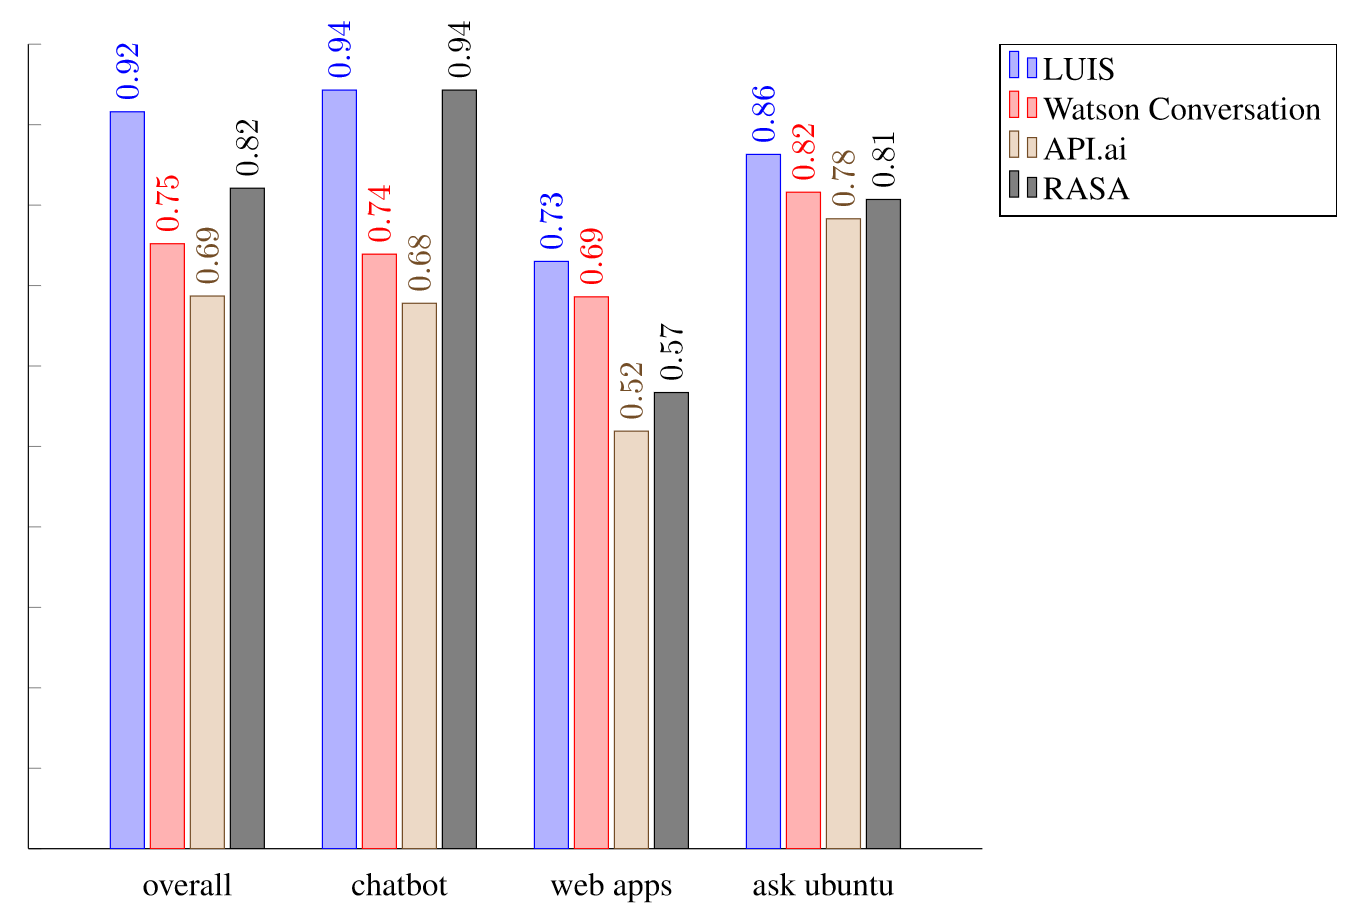 0.92
0.75
0.69
0.82
0.94
0.74
0.68
0.94
0.73
0.69
0.52
0.57
0.86
0.82
0.78
0.81
LUIS
Watson Conversation
API.ai
RASA
overall
chatbot
web apps
ask ubuntu